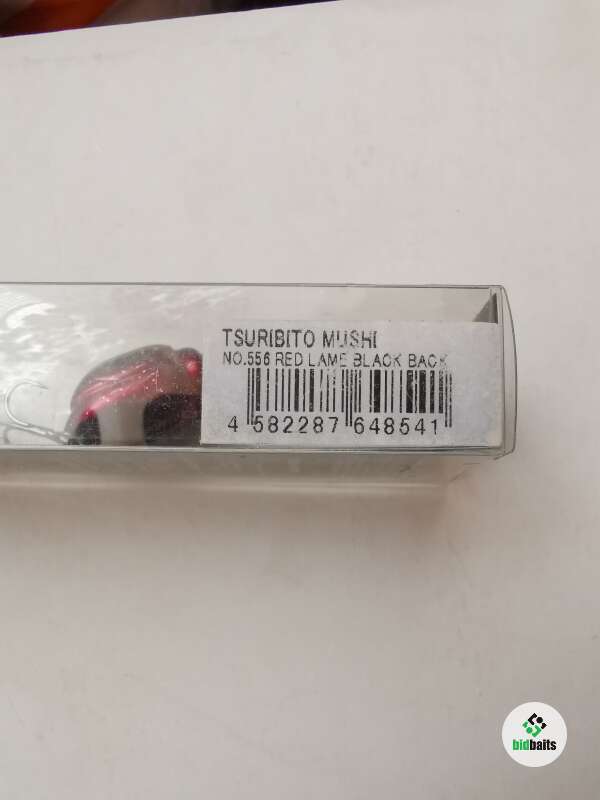 TSURIBITO MUSHI
NO.556 RED LAME BLACK BACK
4 582287 648541
bidbaits